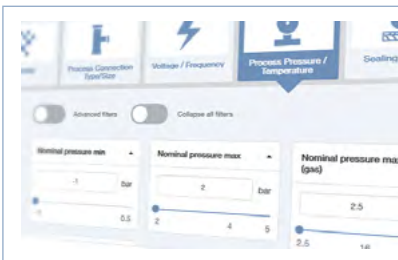 Process Connection
Type/Size
Voltage / Frequency
Process Pressure /
Temperature
Sealing
Advanced filters
Collapse all filters
Nominal pressure min
-1
bar
-1
0.5
Nominal pressure max
2
bar
2
4
5
Nominal pressure max
(gas)
2.5
2.5
16